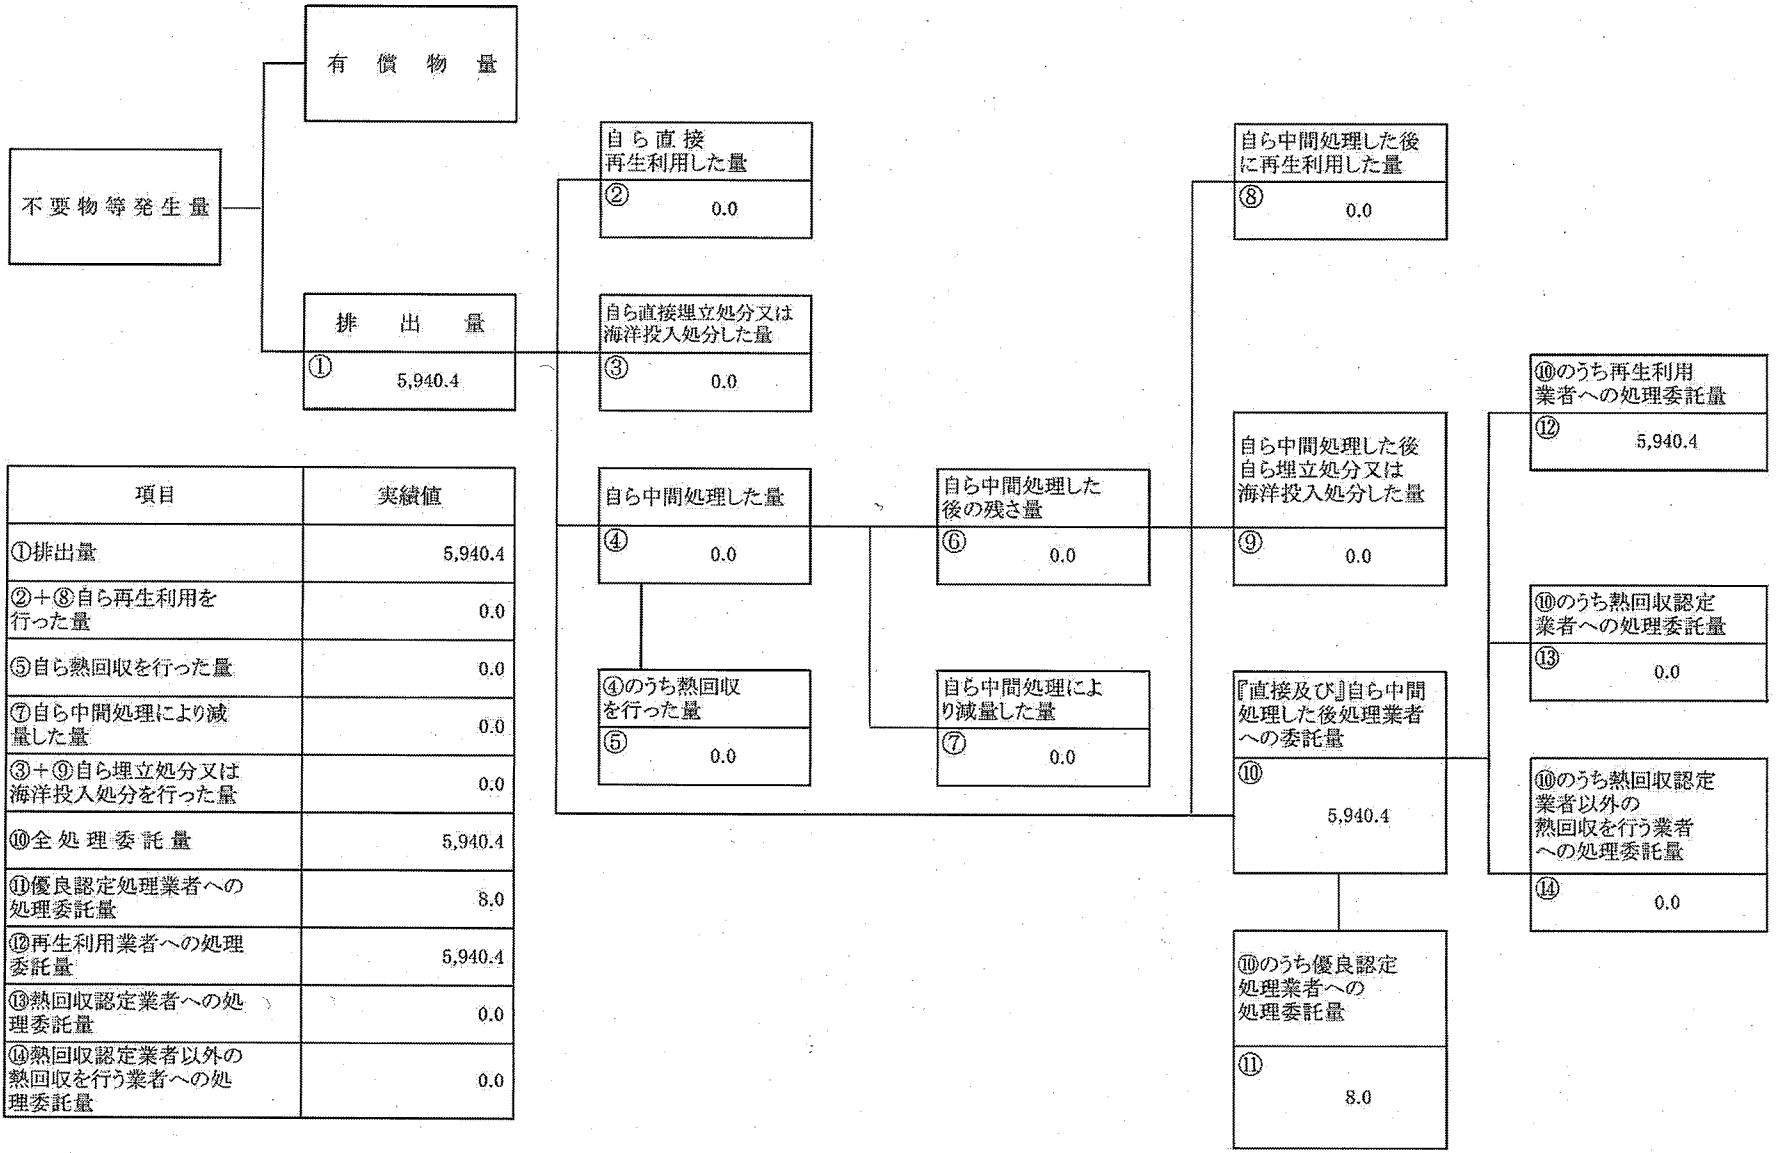 有償物量
不要物等発生量
排出量
①
5,940.4
自ら直接
再生利用した量
②
0.0
自ら直接埋立処分又は
海洋投入処分した量
③
0.0
自ら中間処理した量
④
0.0
④のうち熱回収
を行った量
⑤
0.0
自ら中間処理した
後の残さ量
⑥
0.0
自ら中間処理によ
り減量した量
⑦
0.0
自ら中間処理した後
に再生利用した量
⑧
0.0
自ら中間処理した後
自ら埋立処分又は
海洋投入処分した量
⑨
0.0
『直接及び』自ら中間
処理した後処理業者
への委託量
⑩
5,940.4
⑩のうち優良認定
処理業者への
処理委託量
⑪
8.0
⑩のうち再生利用
業者への処理委託量
⑫
5,940.4
⑩のうち熱回収認定
業者への処理委託量
⑬
0.0
⑩のうち熱回収認定
業者以外の
熱回収を行う業者
への処理委託量
⑭
0.0
項目 実績値
①排出量 5,940.4
②＋⑧自ら再生利用を
行った量 0.0
⑤自ら熱回収を行った量 0.0
⑦自ら中間処理により減
量した量 0.0
③＋⑨自ら埋立処分又は
海洋投入処分を行った量 0.0
⑩全処理委託量 5,940.4
⑪優良認定処理業者への
処理委託量 8.0
⑫再生利用業者への処理
委託量 5,940.4
⑬熱回収認定業者への処
理委託量 0.0
⑭熱回収認定業者以外の
熱回収を行う業者への処
理委託量 0.0